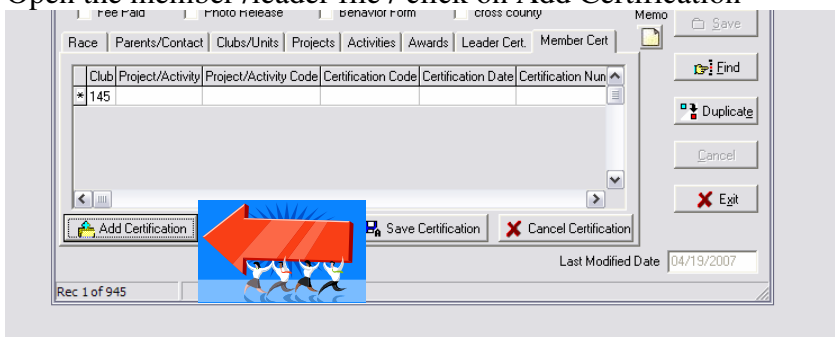 Open the member /leader file / click on Add Certification
Fee Paid Photo Release Behavior Form cross county Memo
Save
Race Parents/Contact Clubs/Units Projects Activities Awards Leader Cert. Member Cert
Find
Club Project/Activity Project/Activity Code Certification Code Certification Date Certification Num
* 145
Duplicate
Cancel
Exit
Add Certification Save Certification Cancel Certification
Last Modified Date 04/19/2007
Rec 1 of 945